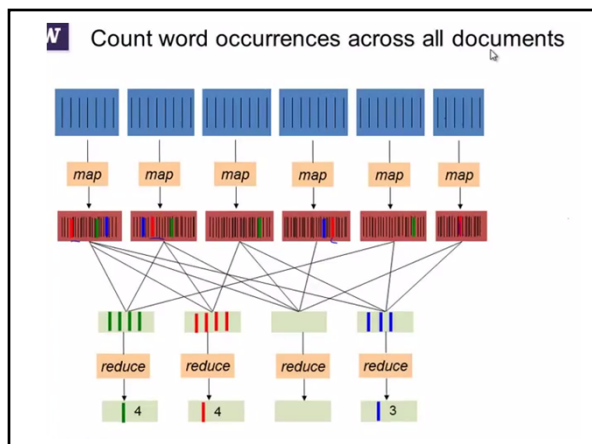 W
Count word occurrences across all documents
map map map map map map
reduce reduce reduce reduce
4 4 3